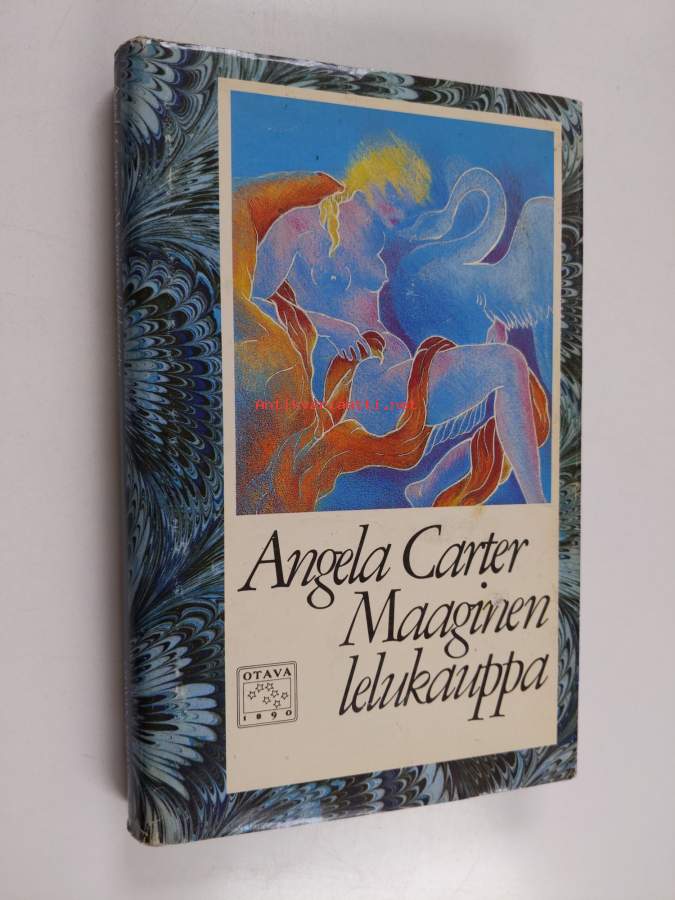 antikvariaatti.net
Angela Carter
Maaginen
lelukauppa
OTAVA
1890